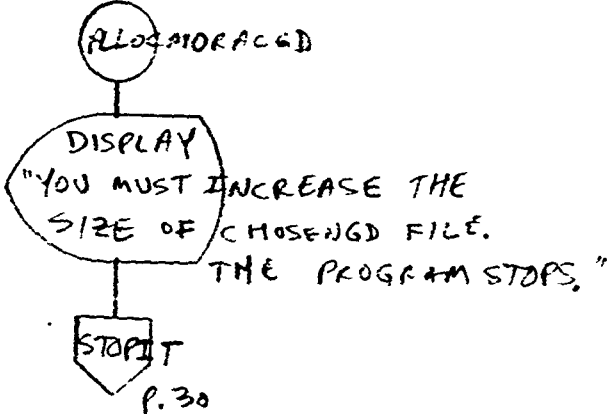 ALLOCMORACGD
DISPLAY
"YOU MUST INCREASE THE
SIZE OF CHOSENGD FILE.
THE PROGRAM STOPS."
STOPIT
P. 30